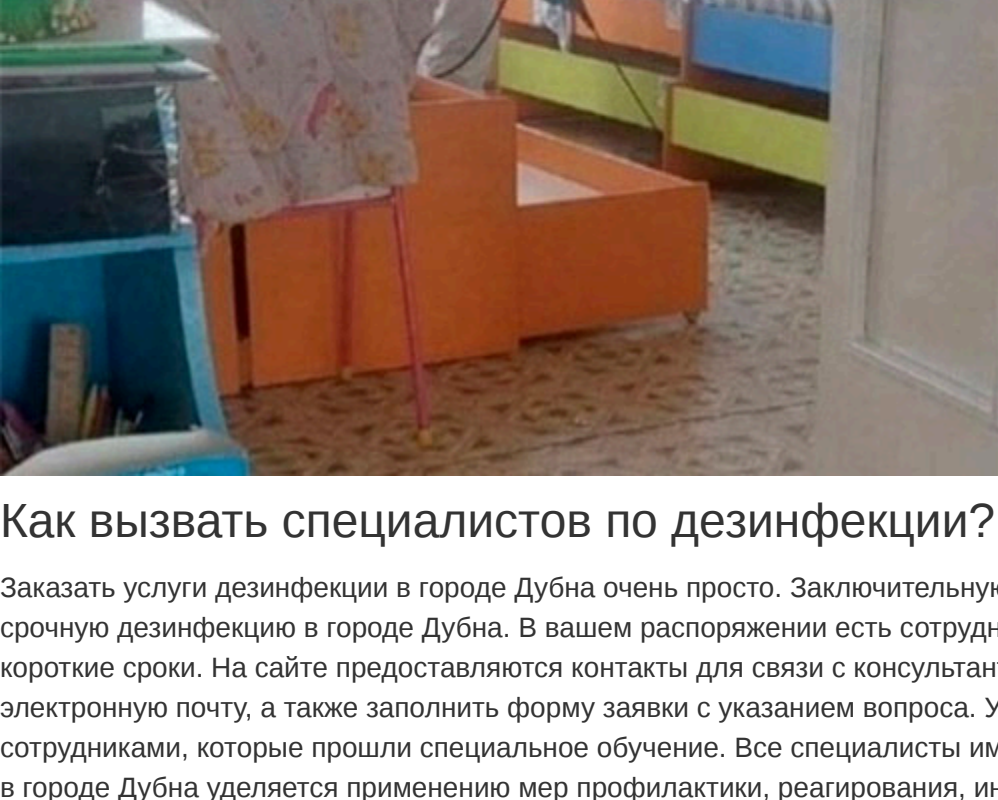 Как вызвать специалистов по дезинфекции?
Заказать услуги дезинфекции в городе Дубна очень просто. Заключительную
срочную дезинфекцию в городе Дубна. В вашем распоряжении есть сотрудн
короткие сроки. На сайте предоставляются контакты для связи с консультант
электронную почту, а также заполнить форму заявки с указанием вопроса. У
сотрудниками, которые прошли специальное обучение. Все специалисты им
в городе Дубна уделяется применению мер профилактики, реагирования, ин